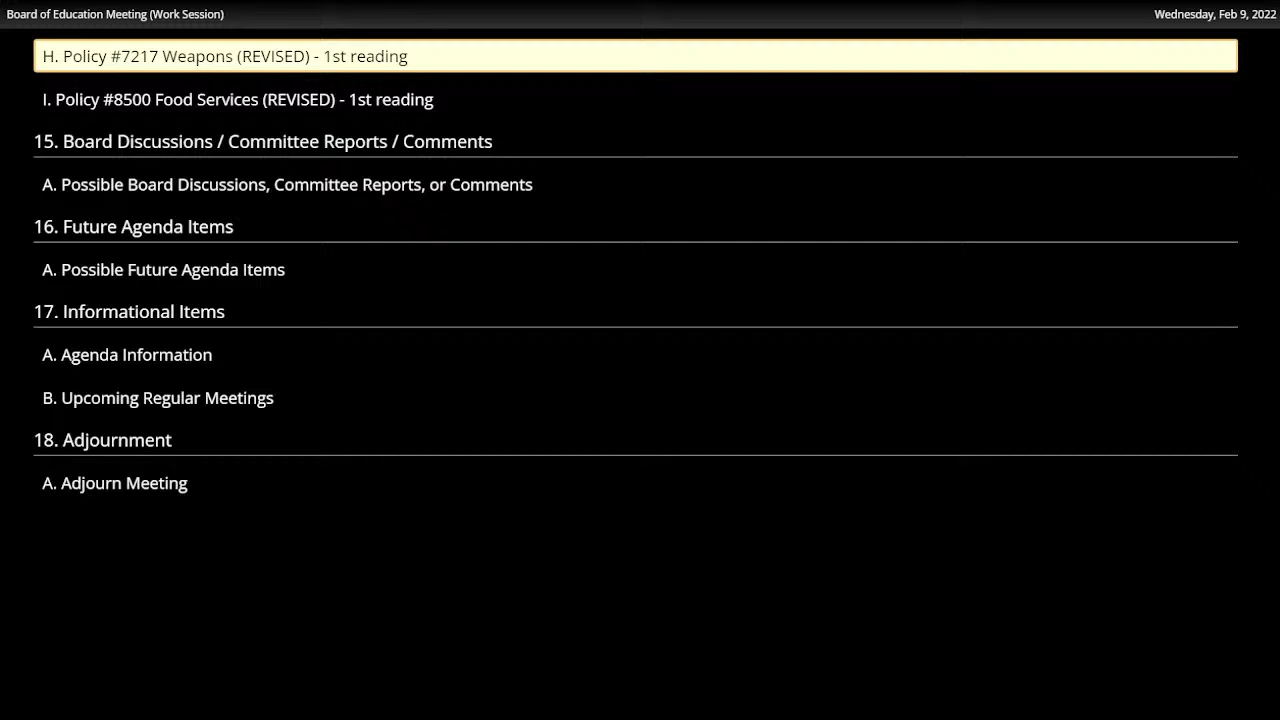 Board of Education Meeting (Work Session)
Wednesday, Feb 9, 2022
H. Policy #7217 Weapons (REVISED) - 1st reading
I. Policy #8500 Food Services (REVISED) - 1st reading
15. Board Discussions / Committee Reports / Comments
A. Possible Board Discussions, Committee Reports, or Comments
16. Future Agenda Items
A. Possible Future Agenda Items
17. Informational Items
A. Agenda Information
B. Upcoming Regular Meetings
18. Adjournment
A. Adjourn Meeting